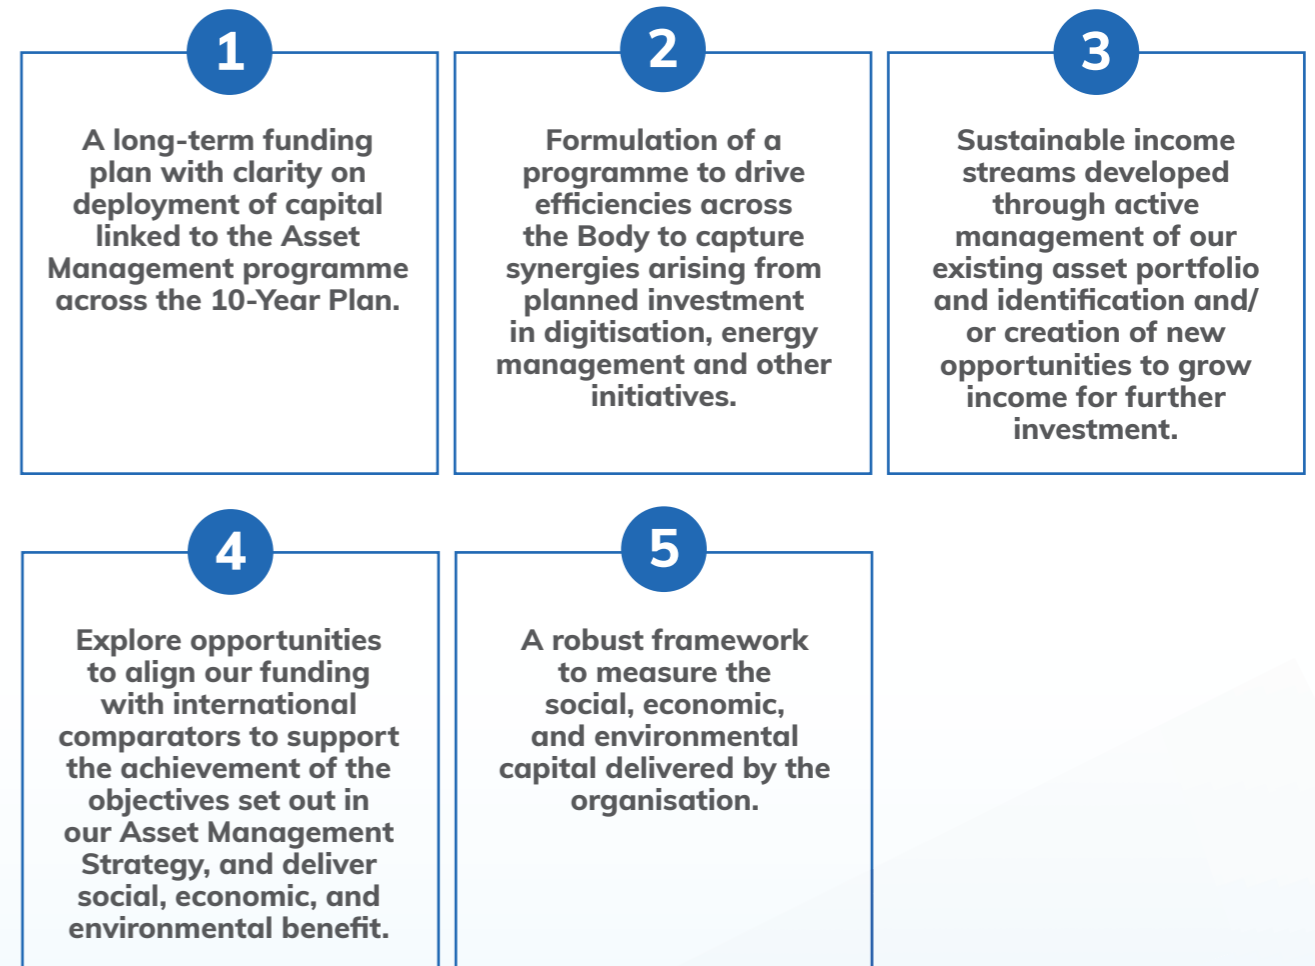 1
A long-term funding
plan with clarity on
deployment of capital
linked to the Asset
Management programme
across the 10-Year Plan.
2
Formulation of a
programme to drive
efficiencies across
the Body to capture
synergies arising from
planned investment
in digitisation, energy
management and other
initiatives.
3
Sustainable income
streams developed
through active
management of our
existing asset portfolio
and identification and/
or creation of new
opportunities to grow
income for further
investment.
4
Explore opportunities
to align our funding
with international
comparators to support
the achievement of the
objectives set out in
our Asset Management
Strategy, and deliver
social, economic, and
environmental benefit.
5
A robust framework
to measure the
social, economic,
and environmental
capital delivered by the
organisation.